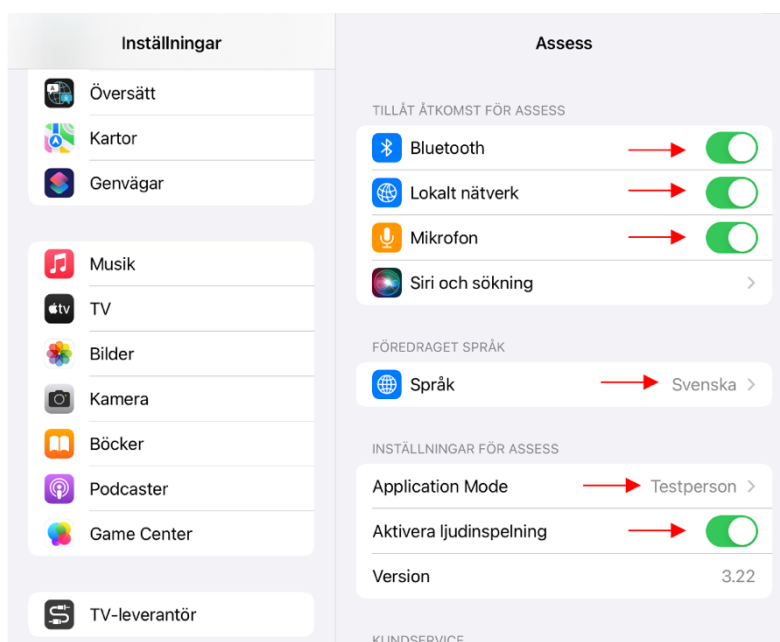 Inställningar
Översätt
Kartor
Genvägar
Musik
tv
TV
Bilder
Kamera
Böcker
Podcaster
Game Center
TV-leverantör
Assess
TILLÅT ÅTKOMST FÖR ASSESS
Bluetooth
Lokalt nätverk
Mikrofon
Siri och sökning
FÖREDRAGET SPRÅK
Språk Svenska
INSTÄLLNINGAR FÖR ASSESS
Application Mode Testperson
Aktivera ljudinspelning
Version 3.22
KUNDSERVICE